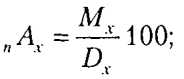 ₙAₓ = Mₓ / Dₓ 100;